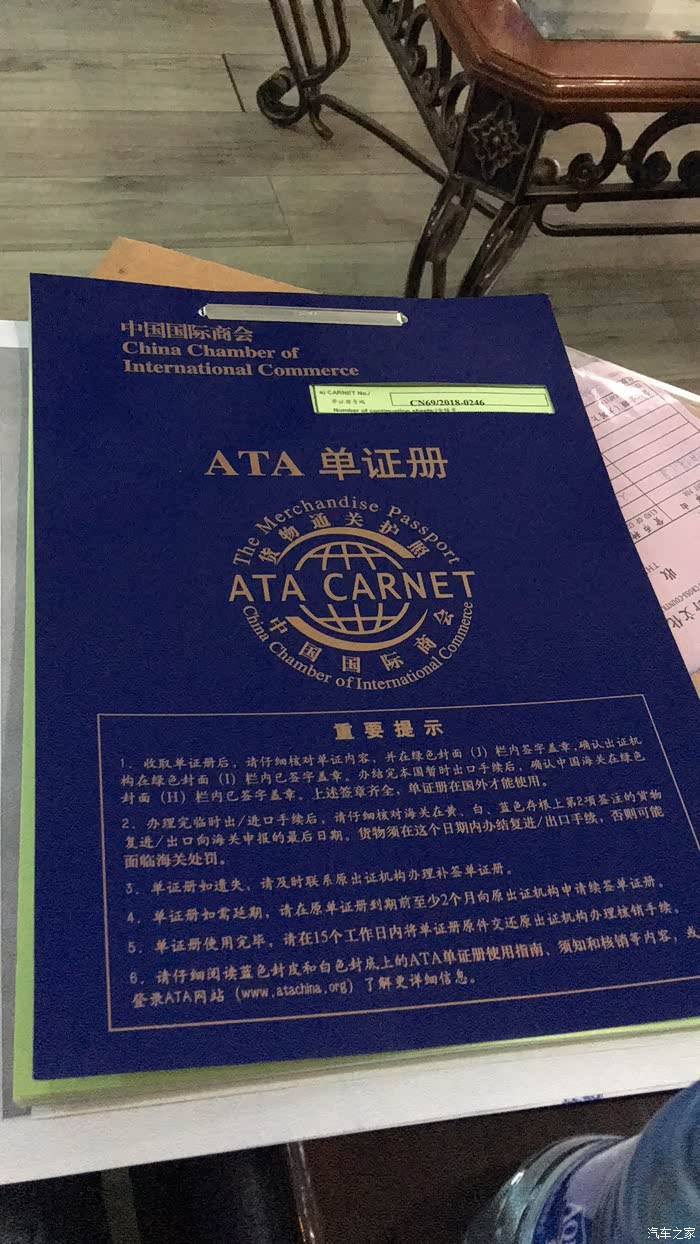 中国国际商会
China Chamber of
International Commerce
a) CARNET No./
单证册号码
CN69/2018-0246
Number of continuation sheets:/
ATA 单证册
The Merchandise Passport
货物通关护照
ATA CARNET
中国国际商会
China Chamber of International Commerce
重要提示
1. 收取单证册后，请仔细核对单证内容，并在绿色封面（J）栏内签字盖章，确认出证机
构在绿色封面（I）栏内已签字盖章。办结完本国暂时出口手续后，确认中国海关在绿色
封面（H）栏内已签字盖章。上述签章齐全，单证册在国外才能使用。
2. 办理完临时出/进口手续后，请仔细核对海关在黄、白、蓝色存根上第2项签注的货物
复进/出口向海关申报的最后日期。货物须在这个日期内办结复进/出口手续，否则可能
面临海关处罚。
3. 单证册如遗失，请及时联系原出证机构办理补签单证册。
4. 单证册如需延期，请在原单证册到期前至少2个月向原出证机构申请续签单证册。
5. 单证册使用完毕，请在15个工作日内将单证册原件交还原出证机构办理核销手续。
6. 请仔细阅读蓝色封皮和白色封底上的ATA单证册使用指南、须知和核销等内容，或
登录ATA网站（www.atachina.org）了解更详细信息。
汽车之家